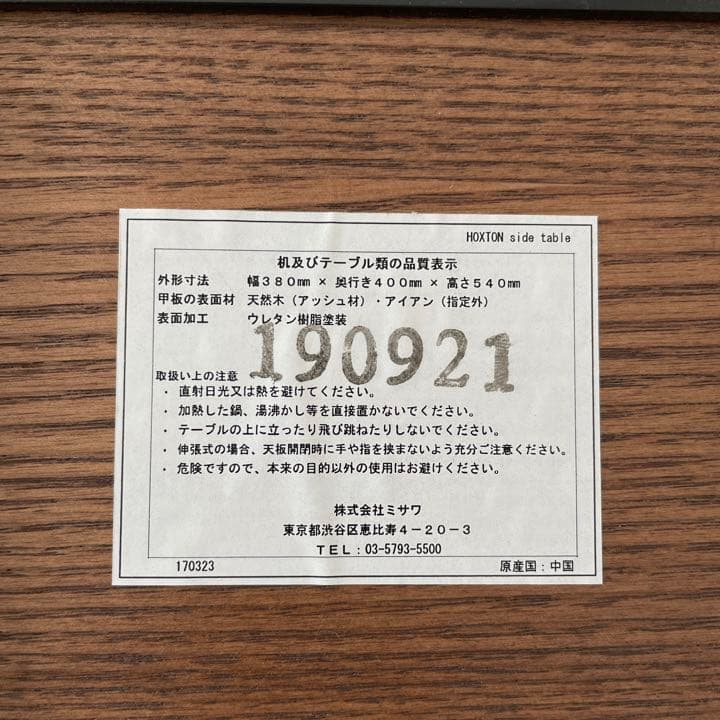 HOXTON side table
机及びテーブル類の品質表示
外形寸法 幅380㎜ × 奥行き400㎜ × 高さ540㎜
甲板の表面材 天然木（アッシュ材）・アイアン（指定外）
表面加工 ウレタン樹脂塗装
190921
取扱い上の注意
・ 直射日光又は熱を避けてください。
・ 加熱した鍋、湯沸かし等を直接置かないでください。
・ テーブルの上に立ったり飛び跳ねたりしないでください。
・ 伸張式の場合、天板開閉時に手や指を挟まないよう充分ご注意ください。
・ 危険ですので、本来の目的以外の使用はお避けください。
株式会社ミサワ
東京都渋谷区恵比寿4－20－3
ＴＥＬ：03-5793-5500
170323 原産国：中国